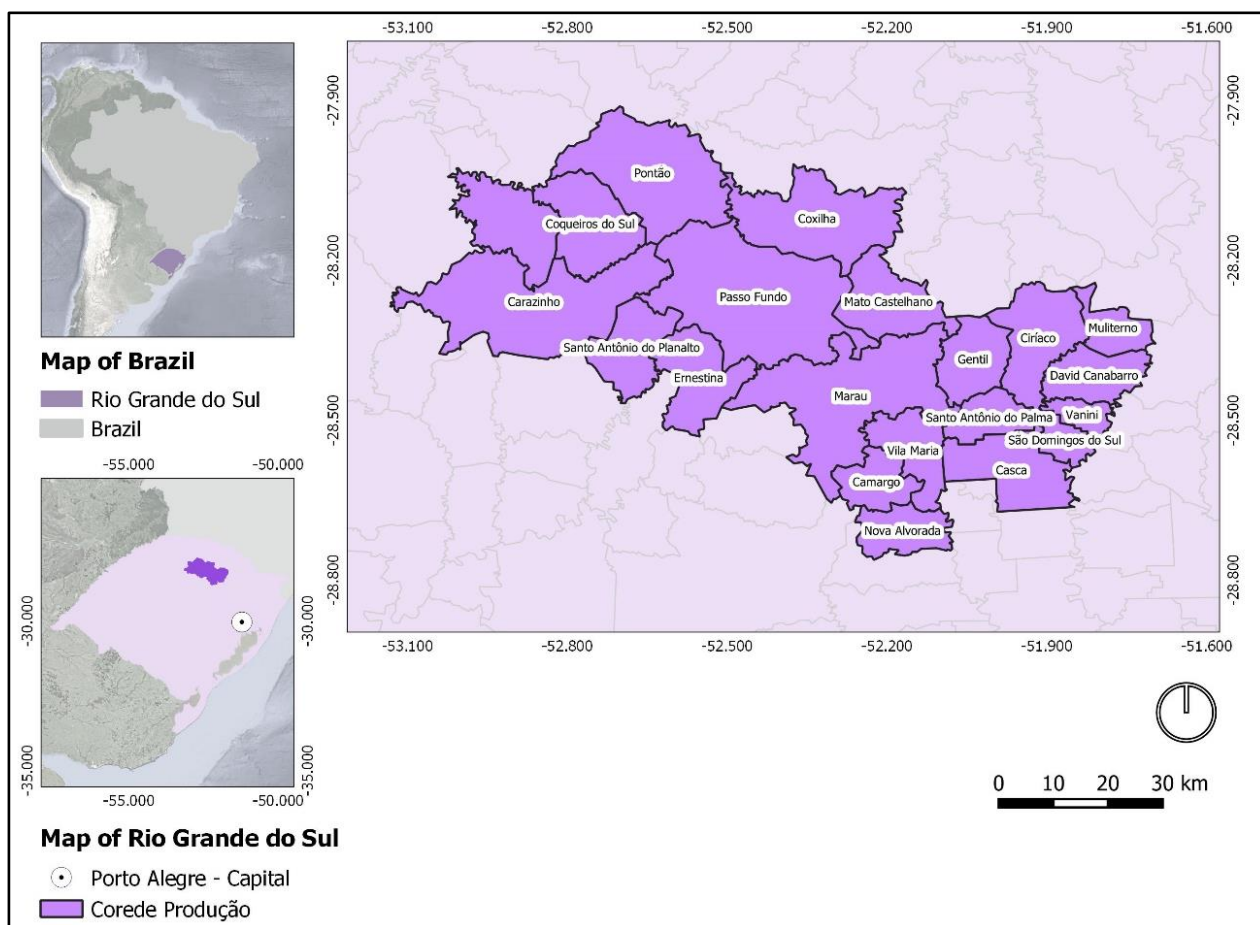 -53.100 -52.800 -52.500 -52.200 -51.900 -51.600
-27.900 -27.900
Pontão
Coxilha
Coqueiros do Sul
-28.200 -28.200
Passo Fundo
Carazinho
Mato Castelhano
Muliterno
Ciríaco
Santo Antônio do Planalto
Gentil
David Canabarro
Ernestina
Marau
-28.500 -28.500
Vanini
Santo Antônio do Palma
São Domingos do Sul
Vila Maria
Casca
Camargo
Nova Alvorada
-28.800 -28.800
-53.100 -52.800 -52.500 -52.200 -51.900 -51.600
Map of Brazil
Rio Grande do Sul
Brazil
-55.000 -50.000
-30.000 -30.000
-35.000 -35.000
-55.000 -50.000
Map of Rio Grande do Sul
Porto Alegre - Capital
Corede Produção
0 10 20 30 km